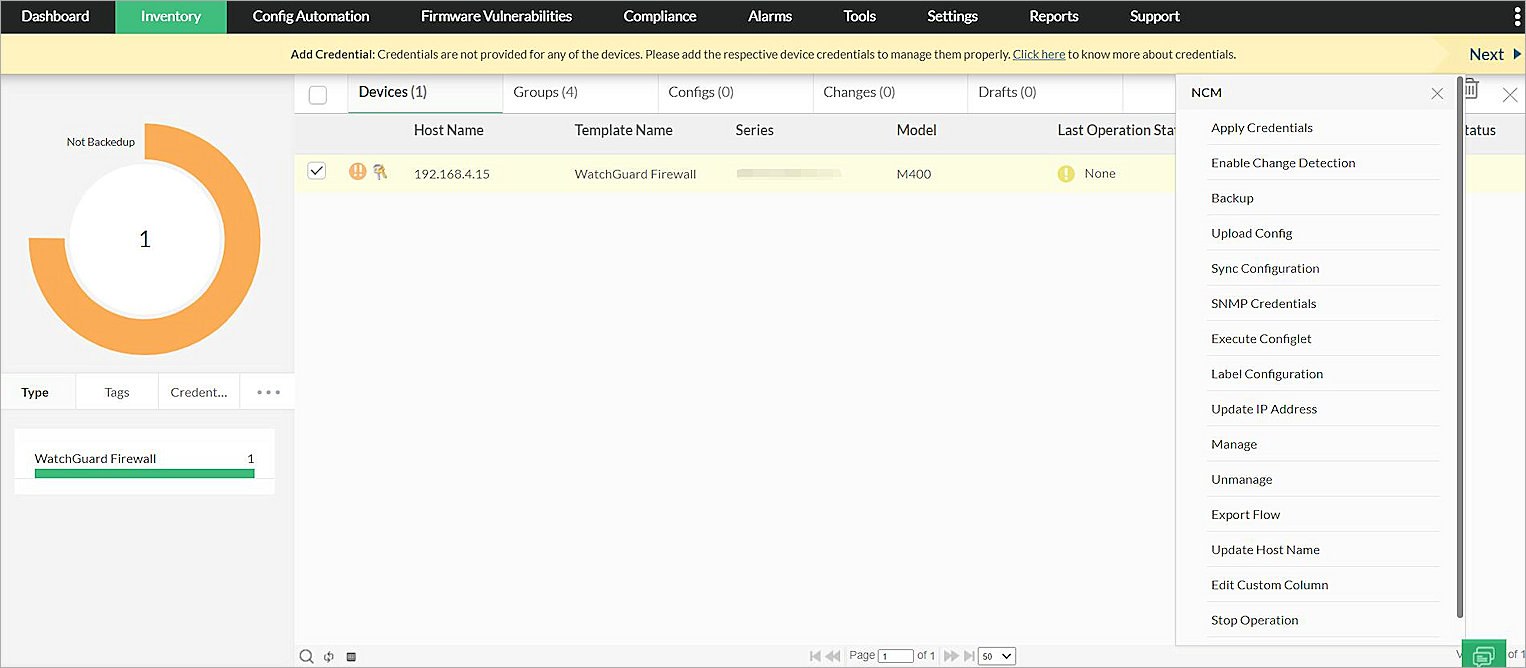 Dashboard Inventory Config Automation Firmware Vulnerabilities Compliance Alarms Tools Settings Reports Support
Add Credential: Credentials are not provided for any of the devices. Please add the respective device credentials to manage them properly. Click here to know more about credentials. Next
Not Backedup
1
Type Tags Credent...
WatchGuard Firewall 1
Devices (1) Groups (4) Configs (0) Changes (0) Drafts (0)
Host Name Template Name Series Model Last Operation Sta
192.168.4.15 WatchGuard Firewall M400 None
Page 1 of 1 50
NCM
Apply Credentials
Enable Change Detection
Backup
Upload Config
Sync Configuration
SNMP Credentials
Execute Configlet
Label Configuration
Update IP Address
Manage
Unmanage
Export Flow
Update Host Name
Edit Custom Column
Stop Operation
tatus
of 1